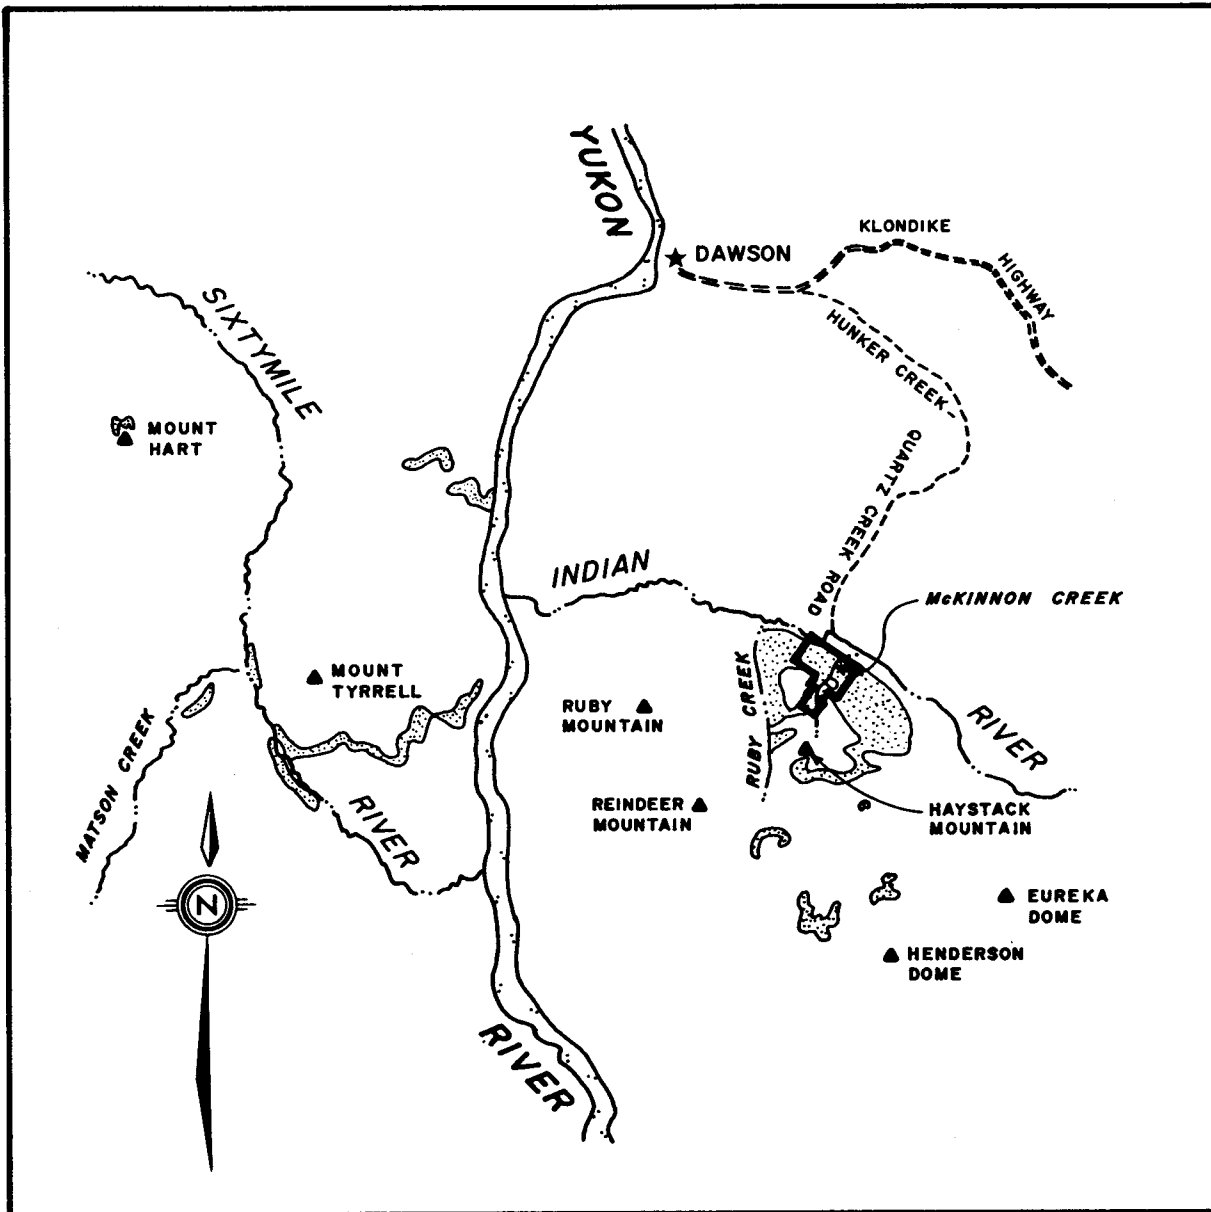 YUKON
DAWSON
KLONDIKE
HIGHWAY
SIXTYMILE
HUNKER CREEK-
MOUNT
HART
QUARTZ CREEK ROAD
INDIAN
McKINNON CREEK
MOUNT
TYRRELL
RUBY
MOUNTAIN
RUBY CREEK
RIVER
MATSON CREEK
RIVER
REINDEER
MOUNTAIN
HAYSTACK
MOUNTAIN
N
EUREKA
DOME
HENDERSON
DOME
RIVER